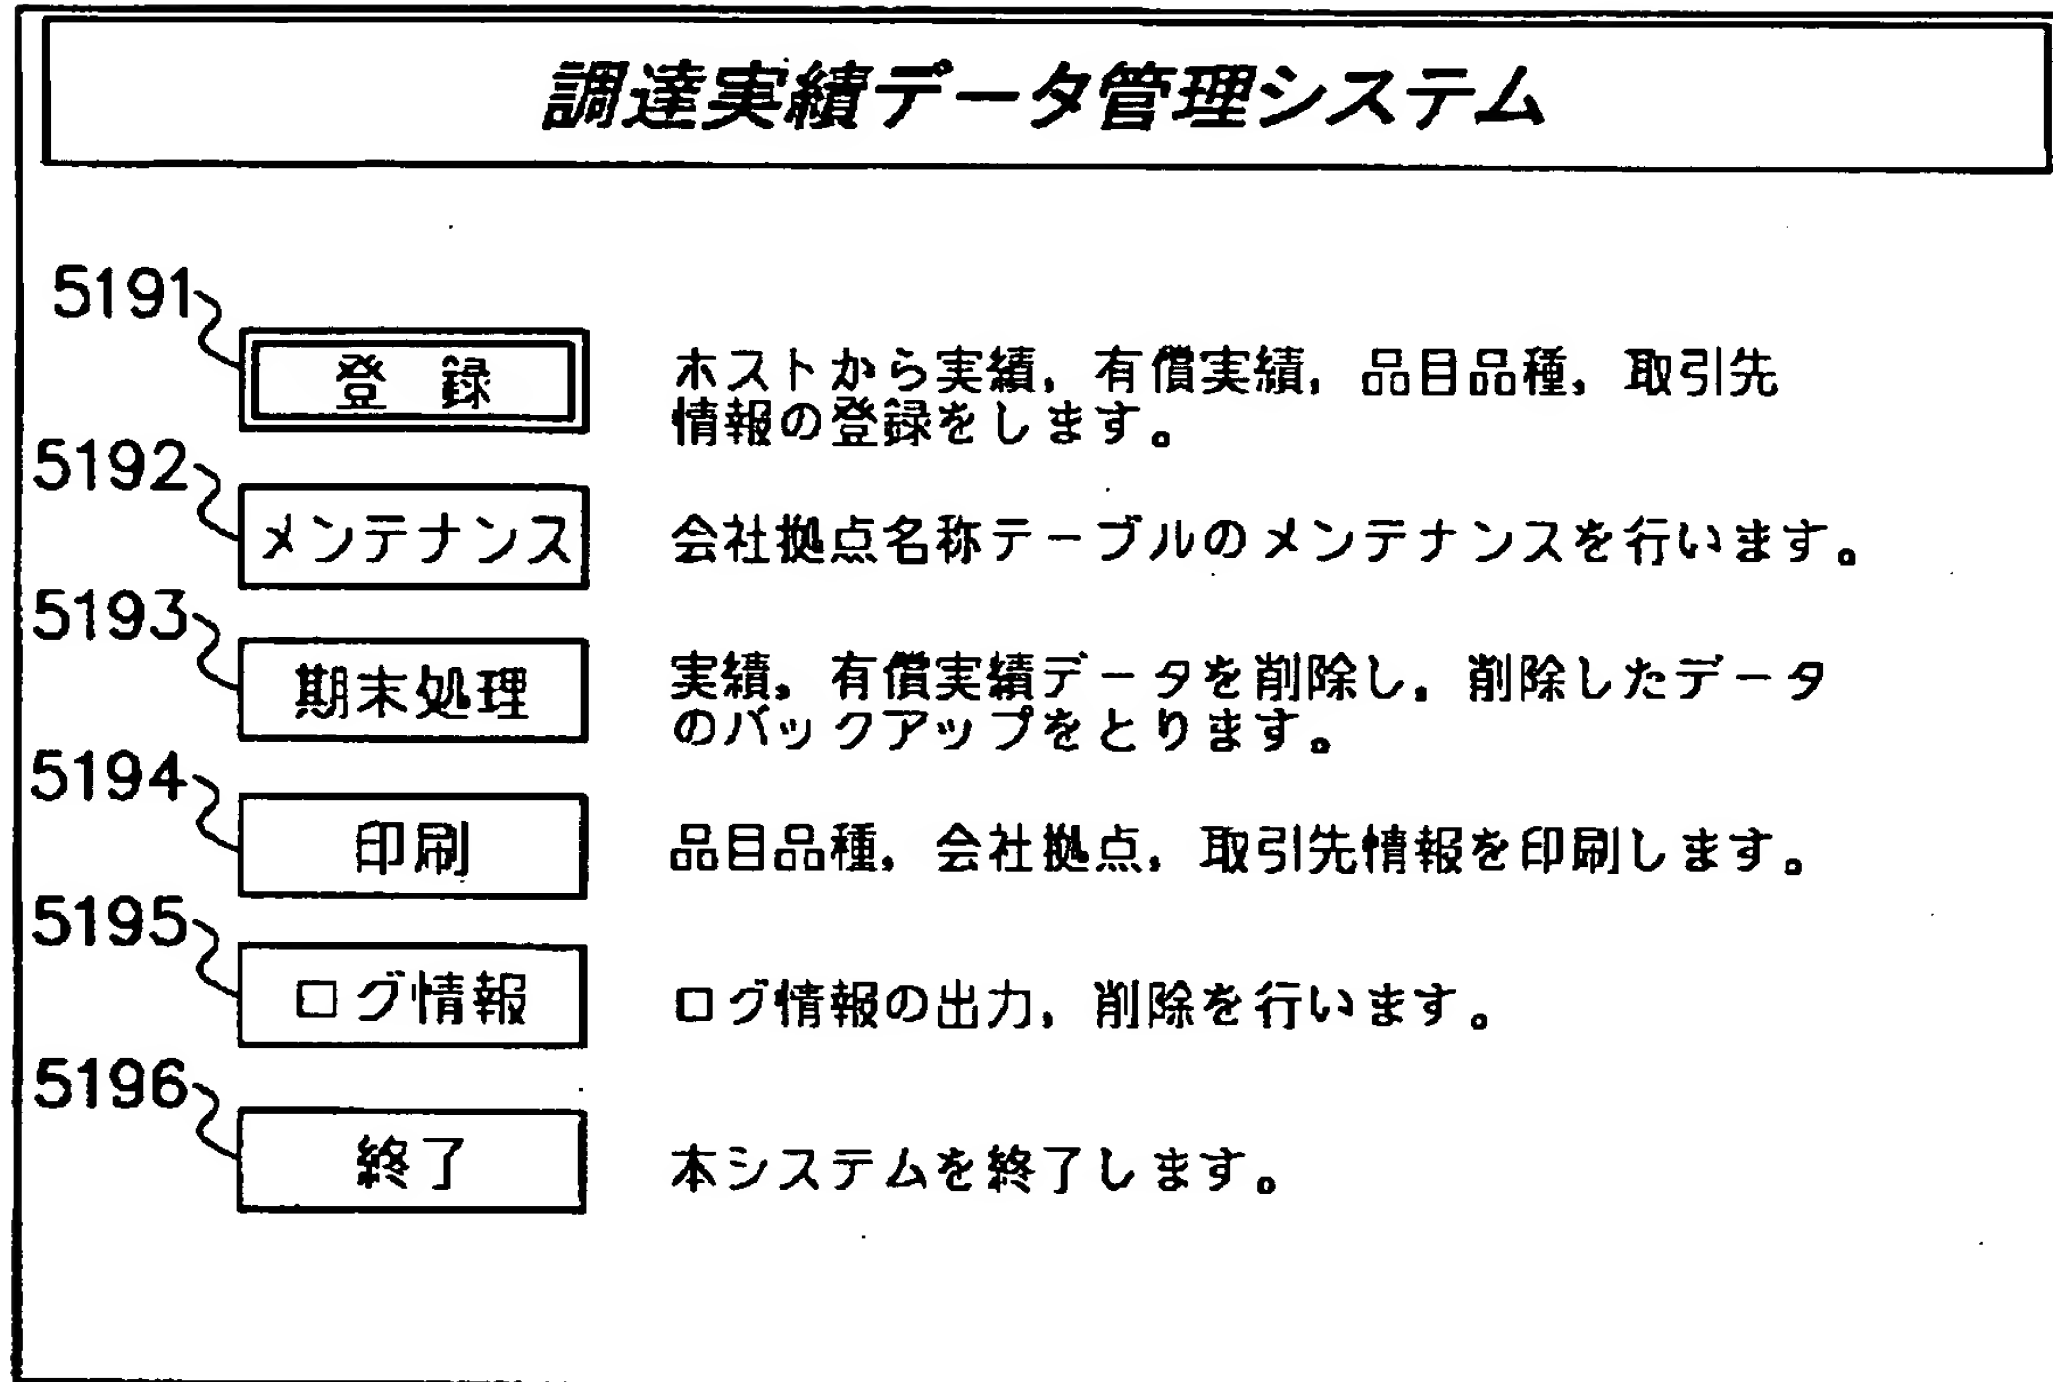 調達実績データ管理システム
5191
登 録
ホストから実績，有償実績，品目品種，取引先
情報の登録をします。
5192
メンテナンス
会社拠点名称テーブルのメンテナンスを行います。
5193
期末処理
実績，有償実績データを削除し，削除したデータ
のバックアップをとります。
5194
印刷
品目品種，会社拠点，取引先情報を印刷します。
5195
ログ情報
ログ情報の出力，削除を行います。
5196
終了
本システムを終了します。